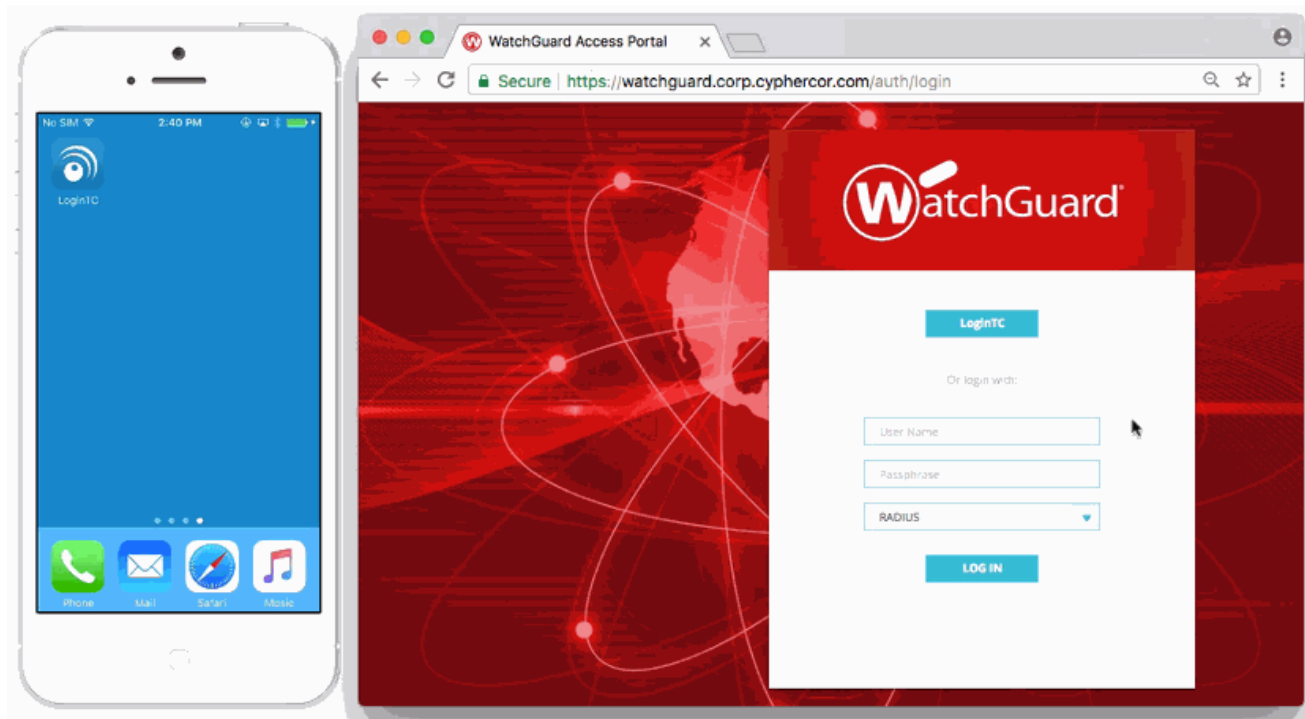 No SIM
2:40 PM
LoginTC
Phone
Mail
Safari
Music
WatchGuard Access Portal
Secure
https://watchguard.corp.cyphercor.com/auth/login
WatchGuard
LoginTC
Or login with:
User Name
Passphrase
RADIUS
LOG IN